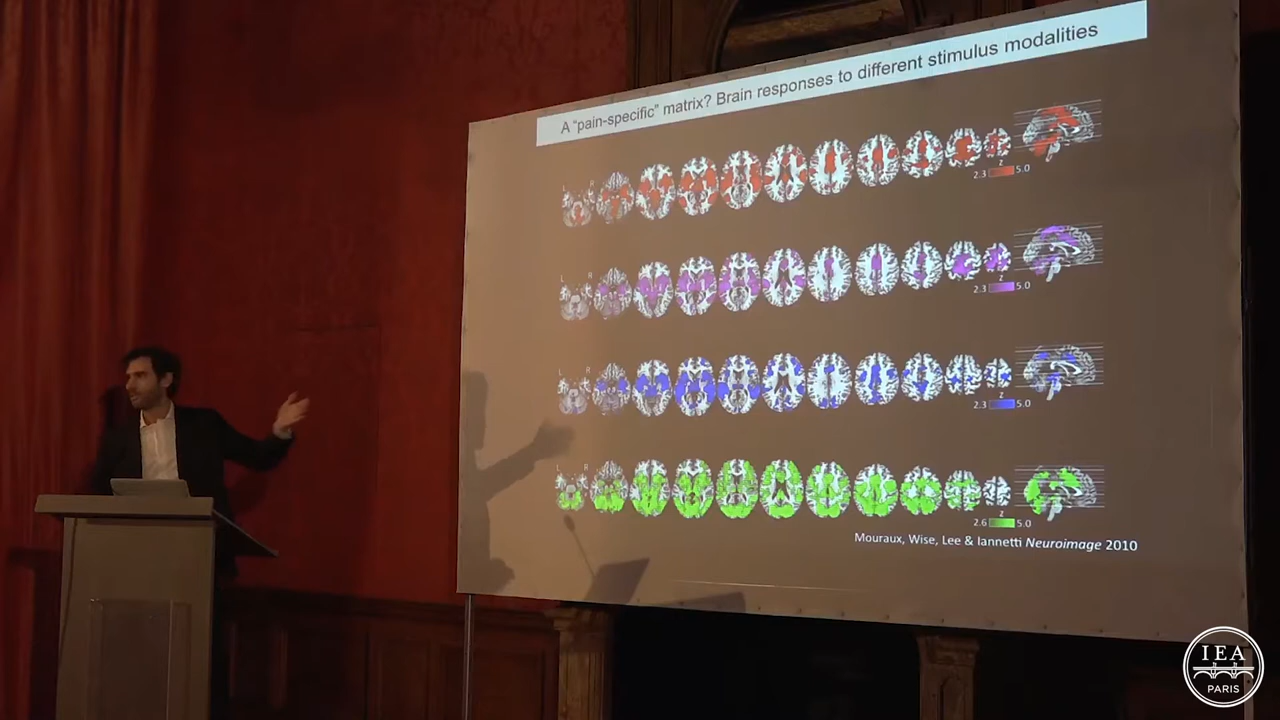 A “pain-specific” matrix? Brain responses to different stimulus modalities
L R
z
2.3 5.0
L R
z
2.3 5.0
L R
z
2.3 5.0
L R
z
2.6 5.0
Mouraux, Wise, Lee & Iannetti Neuroimage 2010
IEA
PARIS